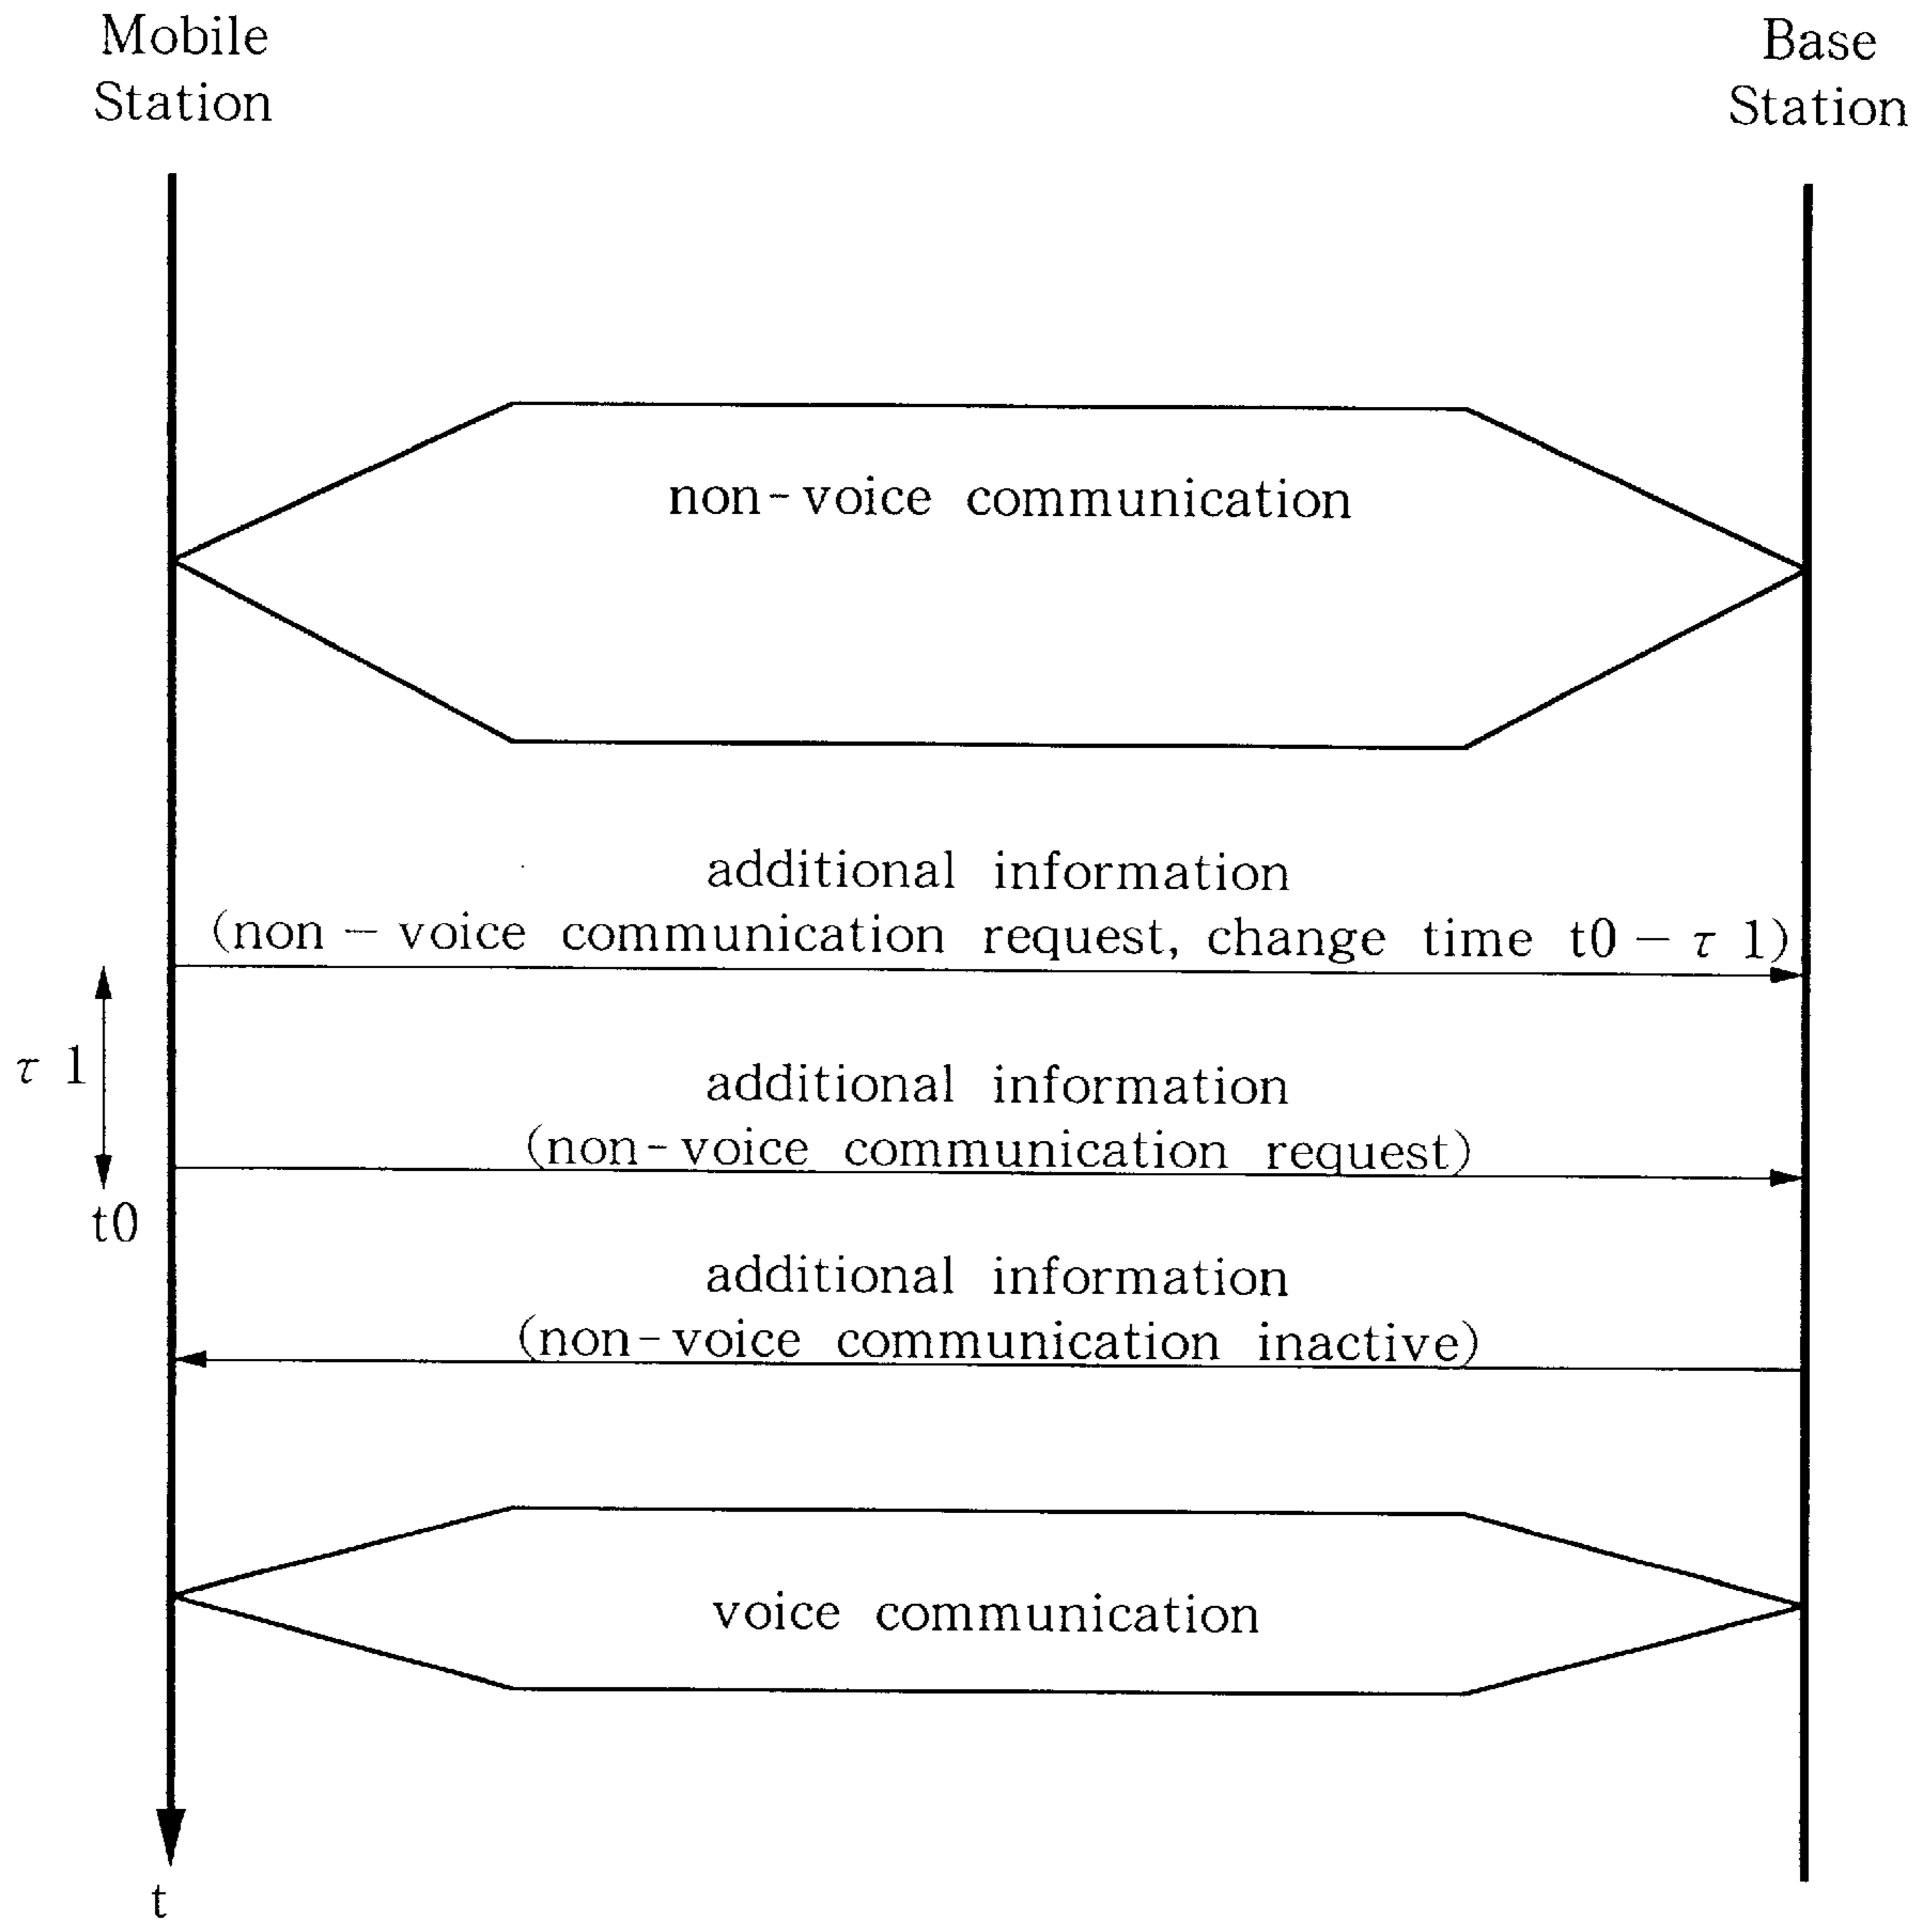 Mobile
Station
Base
Station
non-voice communication
additional information
(non - voice communication request, change time t0 - τ 1)
τ 1
additional information
(non-voice communication request)
t0
additional information
(non-voice communication inactive)
voice communication
t